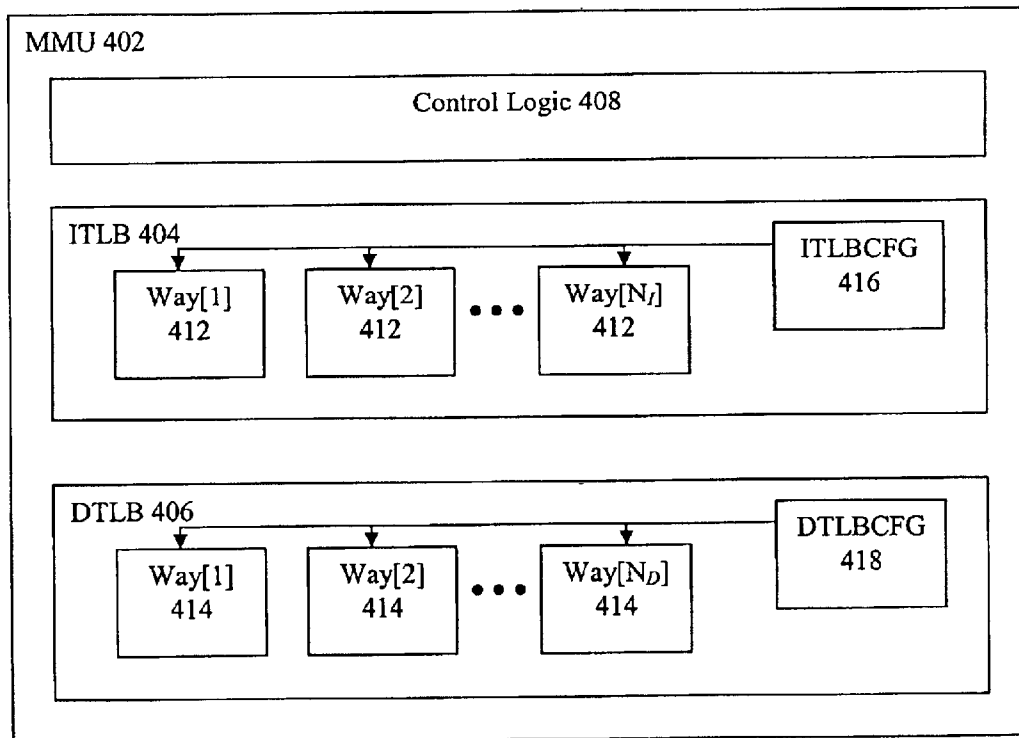 MMU 402
Control Logic 408
ITLB 404
ITLBCFG
416
Way[1]
412
Way[2]
412
Way[N_I]
412
DTLB 406
DTLBCFG
418
Way[1]
414
Way[2]
414
Way[N_D]
414